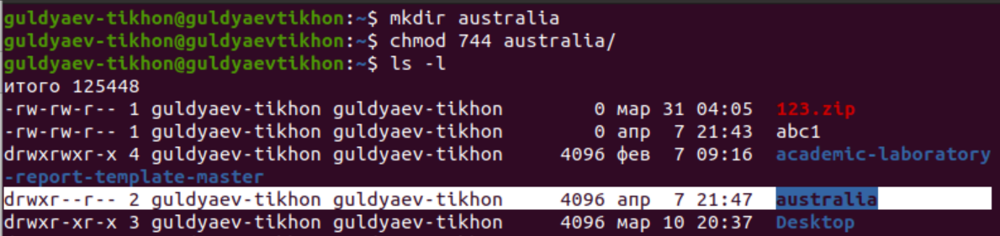 guldyaev-tikhon@guldyaevtikhon:~$ mkdir australia
guldyaev-tikhon@guldyaevtikhon:~$ chmod 744 australia/
guldyaev-tikhon@guldyaevtikhon:~$ ls -l
итого 125448
-rw-rw-r-- 1 guldyaev-tikhon guldyaev-tikhon 0 мар 31 04:05 123.zip
-rw-rw-r-- 1 guldyaev-tikhon guldyaev-tikhon 0 апр 7 21:43 abc1
drwxrwxr-x 4 guldyaev-tikhon guldyaev-tikhon 4096 фев 7 09:16 academic-laboratory
-report-template-master
drwxr--r-- 2 guldyaev-tikhon guldyaev-tikhon 4096 апр 7 21:47 australia
drwxr-xr-x 3 guldyaev-tikhon guldyaev-tikhon 4096 мар 10 20:37 Desktop